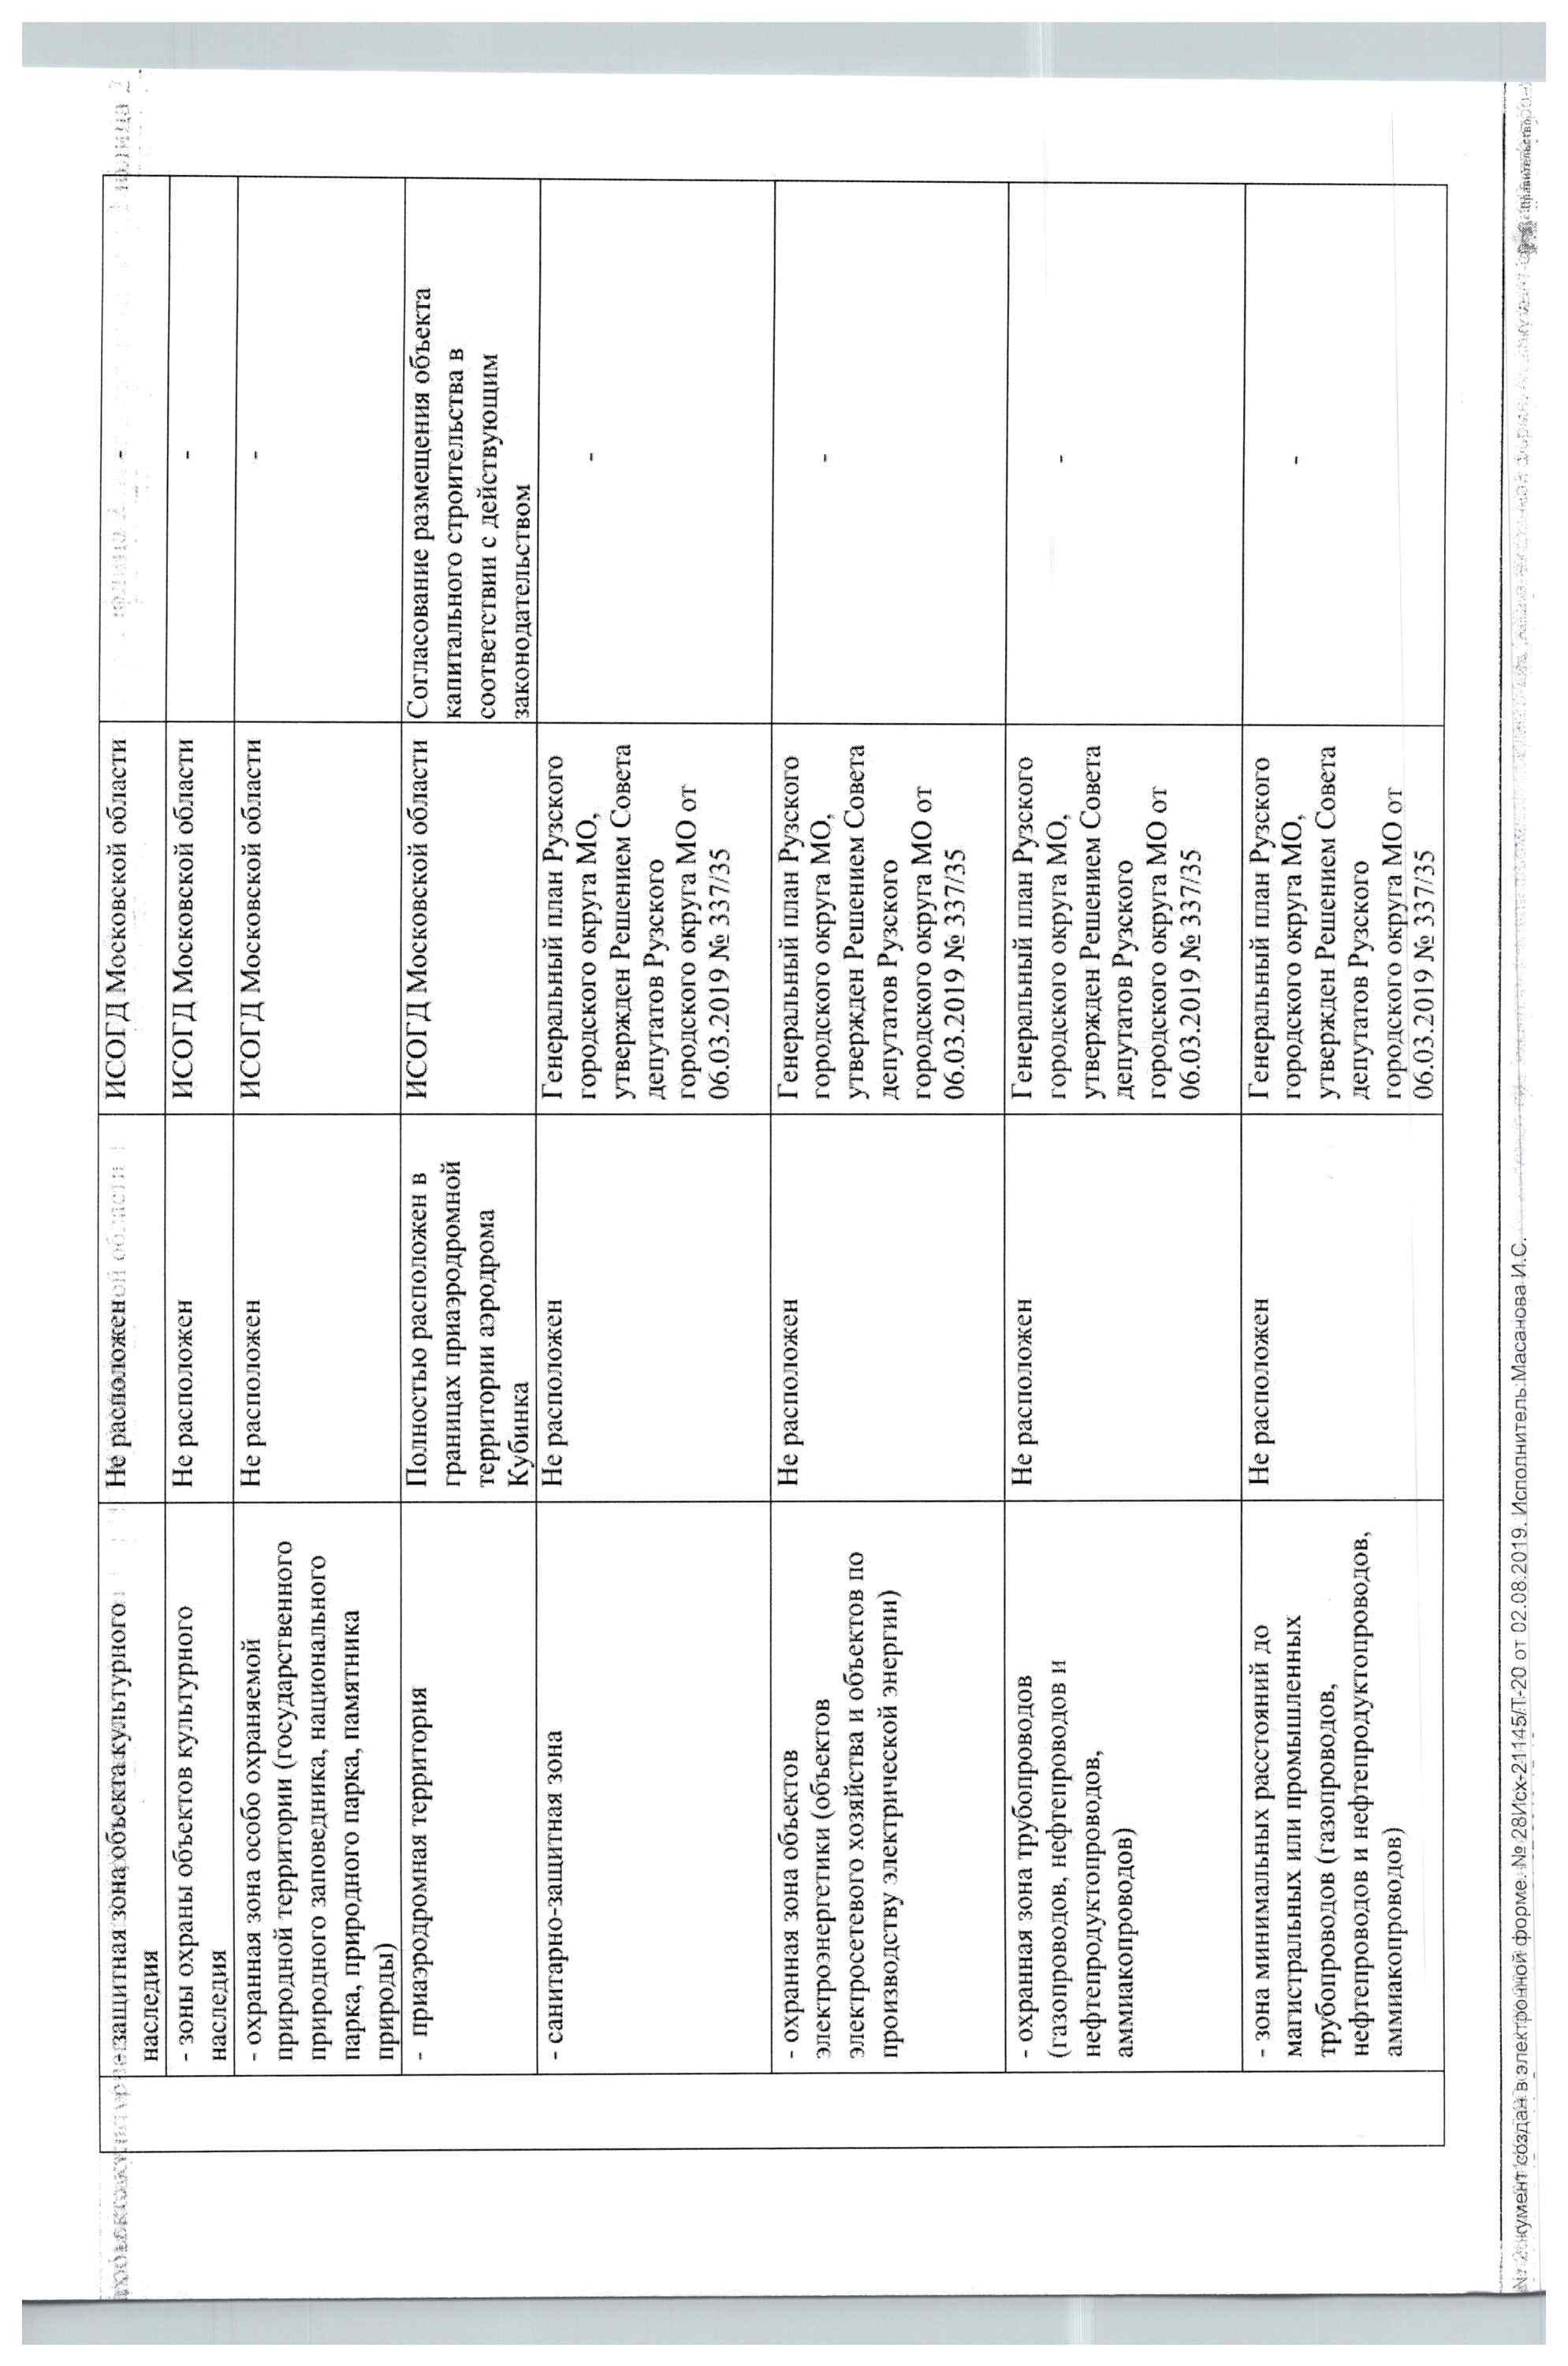 - защитная зона объекта культурного
наследия
Не расположен
ИСОГД Московской области
-
- зоны охраны объектов культурного
наследия
Не расположен
ИСОГД Московской области
-
- охранная зона особо охраняемой
природной территории (государственного
природного заповедника, национального
парка, природного парка, памятника
природы)
Не расположен
ИСОГД Московской области
-
- приаэродромная территория
Полностью расположен в
границах приаэродромной
территории аэродрома
Кубинка
ИСОГД Московской области
Согласование размещения объекта
капитального строительства в
соответствии с действующим
законодательством
- санитарно-защитная зона
Не расположен
Генеральный план Рузского
городского округа МО,
утвержден Решением Совета
депутатов Рузского
городского округа МО от
06.03.2019 № 337/35
-
- охранная зона объектов
электроэнергетики (объектов
электросетевого хозяйства и объектов по
производству электрической энергии)
Не расположен
Генеральный план Рузского
городского округа МО,
утвержден Решением Совета
депутатов Рузского
городского округа МО от
06.03.2019 № 337/35
-
- охранная зона трубопроводов
(газопроводов, нефтепроводов и
нефтепродуктопроводов,
аммиакопроводов)
Не расположен
Генеральный план Рузского
городского округа МО,
утвержден Решением Совета
депутатов Рузского
городского округа МО от
06.03.2019 № 337/35
-
- зона минимальных расстояний до
магистральных или промышленных
трубопроводов (газопроводов,
нефтепроводов и нефтепродуктопроводов,
аммиакопроводов)
Не расположен
Генеральный план Рузского
городского округа МО,
утвержден Решением Совета
депутатов Рузского
городского округа МО от
06.03.2019 № 337/35
-
Документ создан в электронной форме. № 28Исх-21145/Т-20 от 02.08.2019. Исполнитель:Масанова И.С.